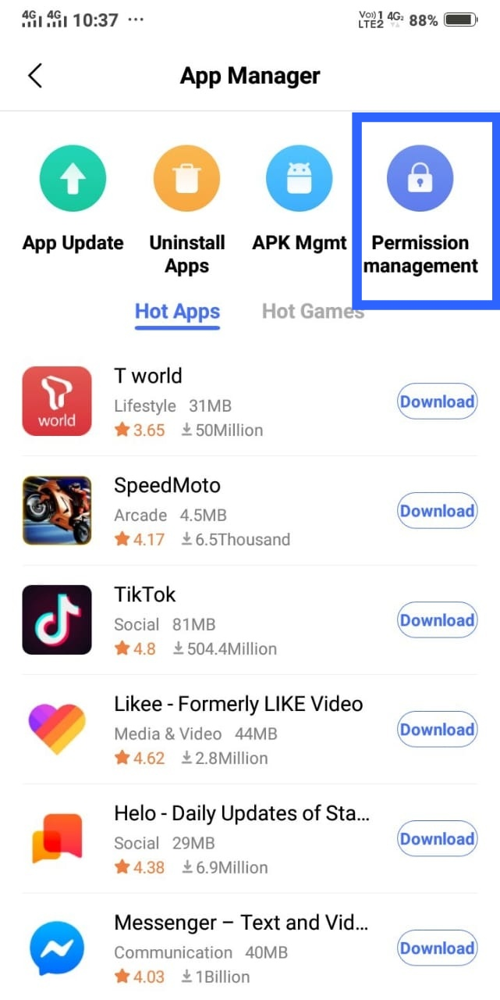 4G 4G 10:37 ... Vo)) 1 4G2 88%
LTE2
App Manager
App Update Uninstall APK Mgmt Permission
Apps management
Hot Apps Hot Games
T world
world
Lifestyle 31MB
3.65 50Million
Download
SpeedMoto
Arcade 4.5MB
4.17 6.5Thousand
Download
TikTok
Social 81MB
4.8 504.4Million
Download
Likee - Formerly LIKE Video
Media & Video 44MB
4.62 2.8Million
Download
Helo - Daily Updates of Sta...
Social 29MB
4.38 6.9Million
Download
Messenger – Text and Vid...
Communication 40MB
4.03 1Billion
Download